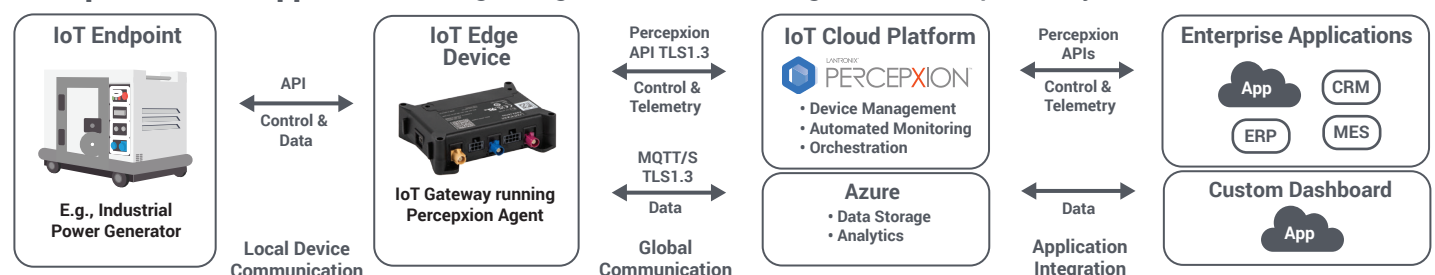 IoT Endpoint
E.g., Industrial
Power Generator
API
Control &
Data
Local Device
Communication
IoT Edge
Device
IoT Gateway running
Percepxion Agent
Percepxion
API TLS1.3
Control &
Telemetry
MQTT/S
TLS1.3
Data
Global
Communication
IoT Cloud Platform
LANTRONIX
PERCEPXION
• Device Management
• Automated Monitoring
• Orchestration
Azure
• Data Storage
• Analytics
Percepxion
APIs
Control &
Telemetry
Data
Application
Integration
Enterprise Applications
App
CRM
ERP
MES
Custom Dashboard
App